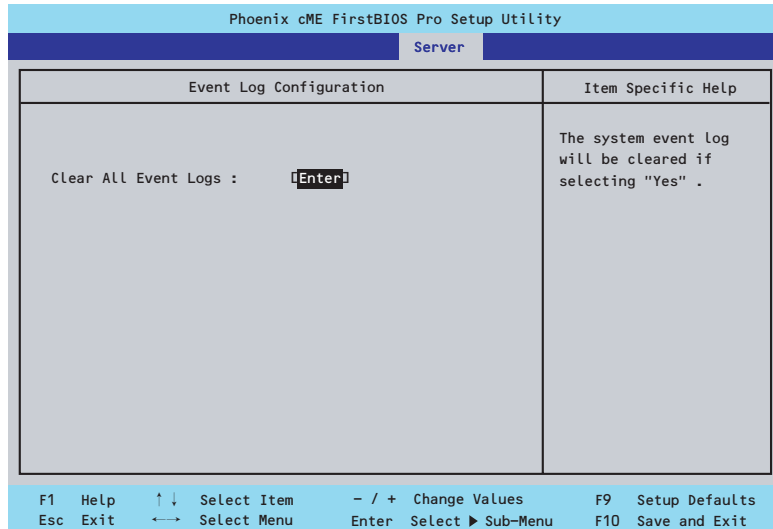 Phoenix cME FirstBIOS Pro Setup Utility
Server
Event Log Configuration
Item Specific Help
Clear All Event Logs : [Enter]
The system event log
will be cleared if
selecting "Yes" .
F1 Help ↑↓ Select Item - / + Change Values F9 Setup Defaults
Esc Exit ←→ Select Menu Enter Select ▶ Sub-Menu F10 Save and Exit